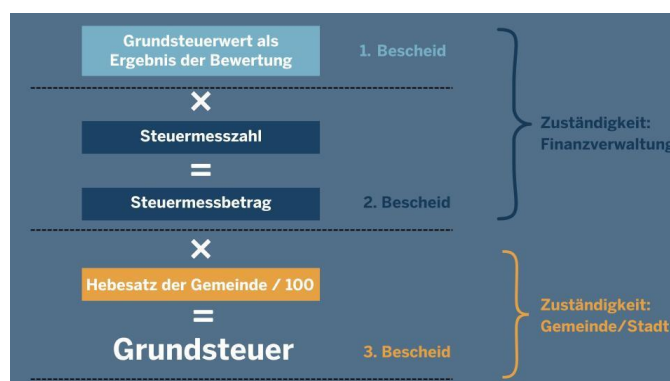 Grundsteuerwert als
Ergebnis der Bewertung
1. Bescheid
×
Steuermesszahl
=
Steuermessbetrag
2. Bescheid
Zuständigkeit:
Finanzverwaltung
×
Hebesatz der Gemeinde / 100
=
Grundsteuer
3. Bescheid
Zuständigkeit:
Gemeinde/Stadt